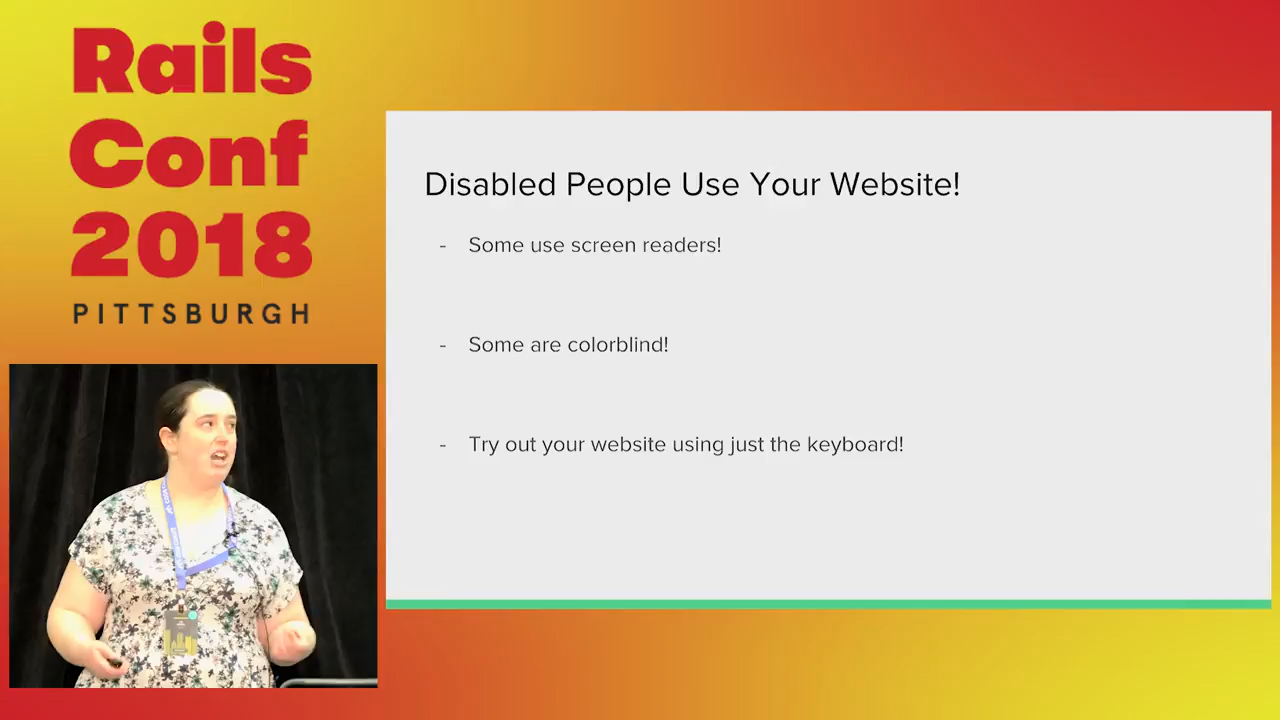 Rails
Conf
2018
PITTSBURGH
Disabled People Use Your Website!
- Some use screen readers!
- Some are colorblind!
- Try out your website using just the keyboard!